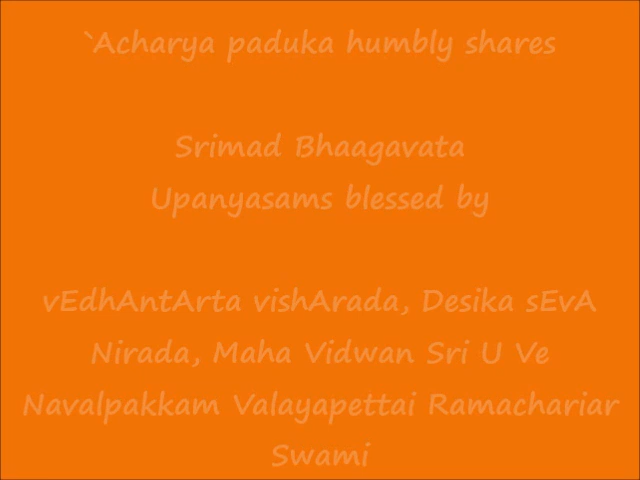 `Acharya paduka humbly shares
Srimad Bhaagavata
Upanyasams blessed by
vEdhAntArta vishArada, Desika sEvA
Nirada, Maha Vidwan Sri U Ve
Navalpakkam Valayapettai Ramachariar
Swami